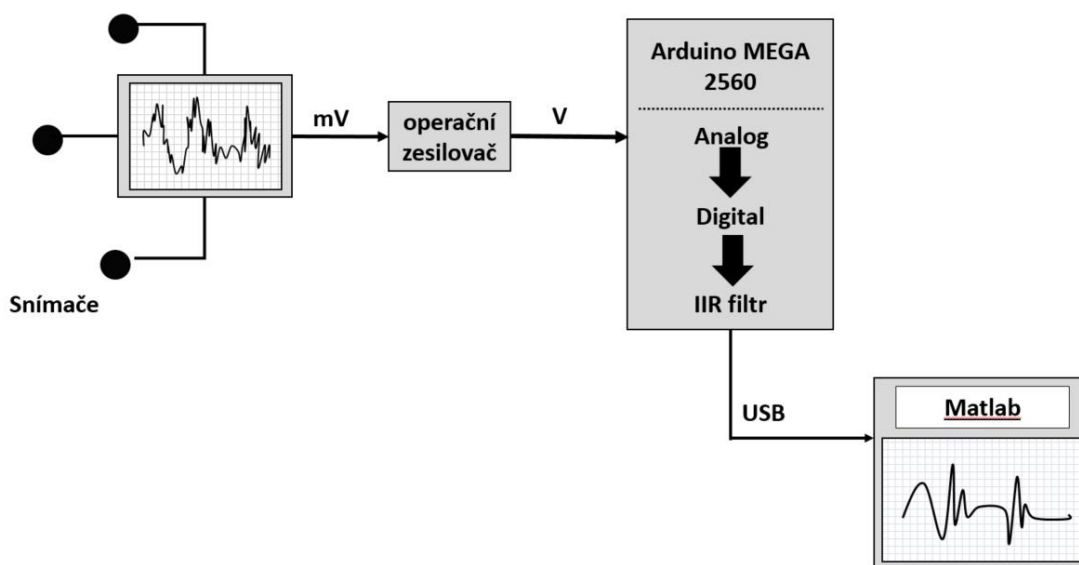 Snímače
mV
operační
zesilovač
V
Arduino MEGA
2560
Analog
Digital
IIR filtr
USB
Matlab